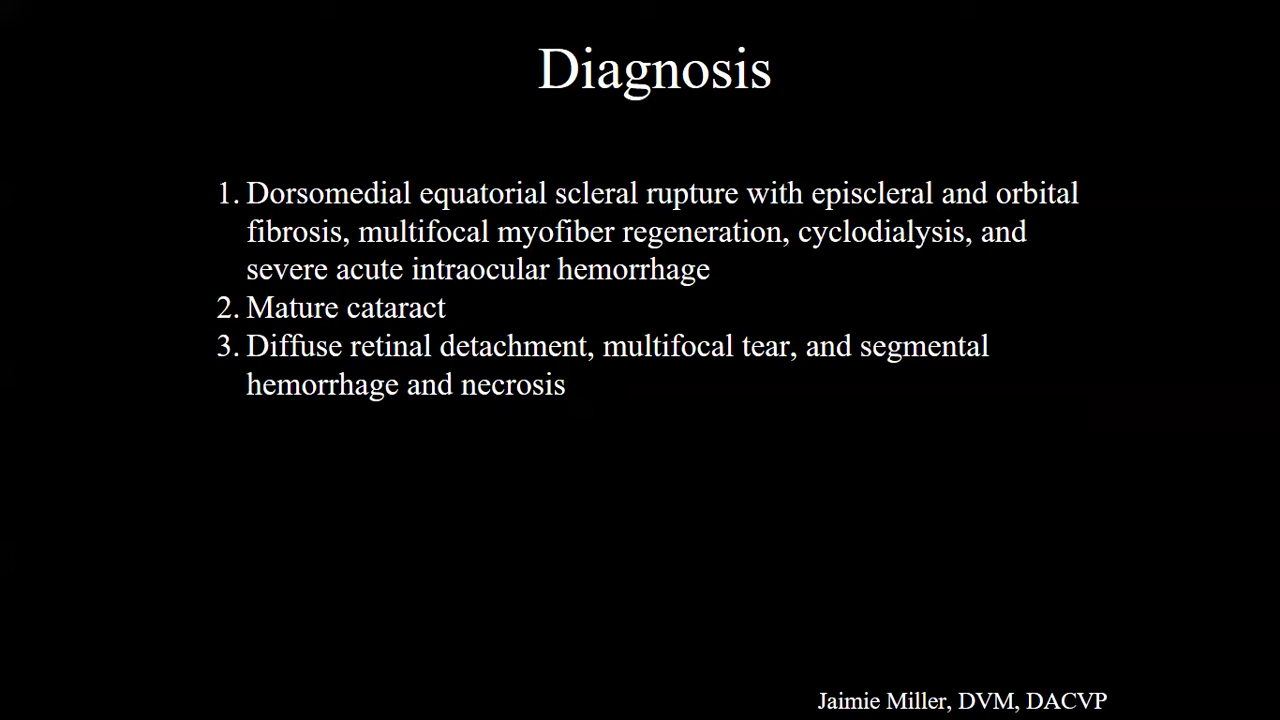 Diagnosis
1. Dorsomedial equatorial scleral rupture with episcleral and orbital
fibrosis, multifocal myofiber regeneration, cyclodialysis, and
severe acute intraocular hemorrhage
2. Mature cataract
3. Diffuse retinal detachment, multifocal tear, and segmental
hemorrhage and necrosis
Jaimie Miller, DVM, DACVP